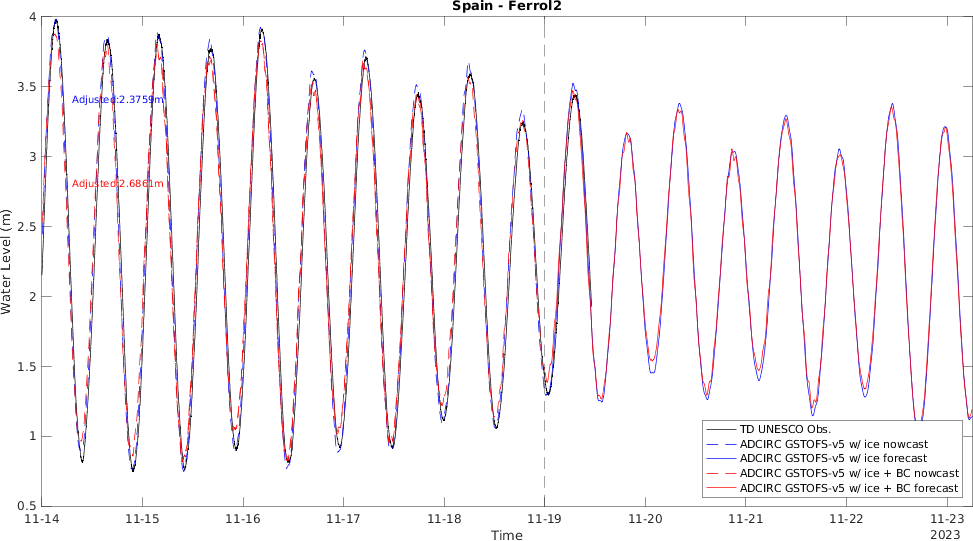 Spain - Ferrol2
4
3.5
3
2.5
2
1.5
1
0.5
Water Level (m)
Adjusted:2.3759m
Adjusted:2.6861m
TD UNESCO Obs.
ADCIRC GSTOFS-v5 w/ ice nowcast
ADCIRC GSTOFS-v5 w/ ice forecast
ADCIRC GSTOFS-v5 w/ ice + BC nowcast
ADCIRC GSTOFS-v5 w/ ice + BC forecast
11-14 11-15 11-16 11-17 11-18 11-19 11-20 11-21 11-22 11-23
Time
2023